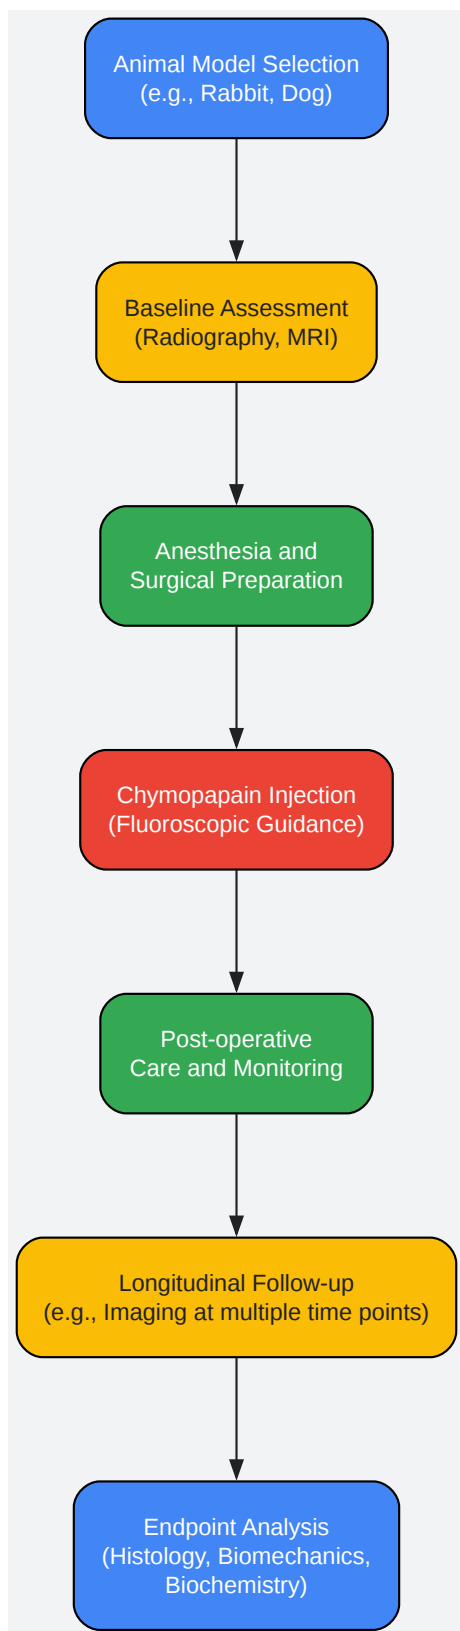 Animal Model Selection
(e.g., Rabbit, Dog)
Baseline Assessment
(Radiography, MRI)
Anesthesia and
Surgical Preparation
Chymopapain Injection
(Fluoroscopic Guidance)
Post-operative
Care and Monitoring
Longitudinal Follow-up
(e.g., Imaging at multiple time points)
Endpoint Analysis
(Histology, Biomechanics,
Biochemistry)